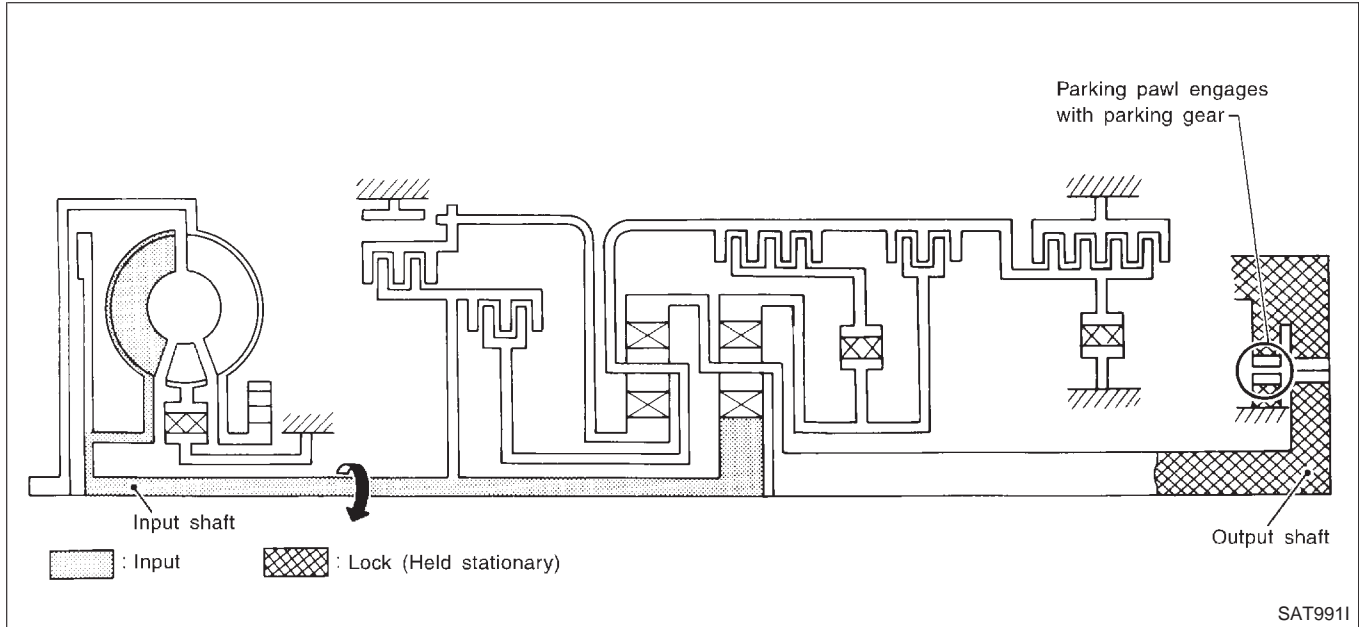 Parking pawl engages
with parking gear
Input shaft
Output shaft
: Input
: Lock (Held stationary)
SAT991I